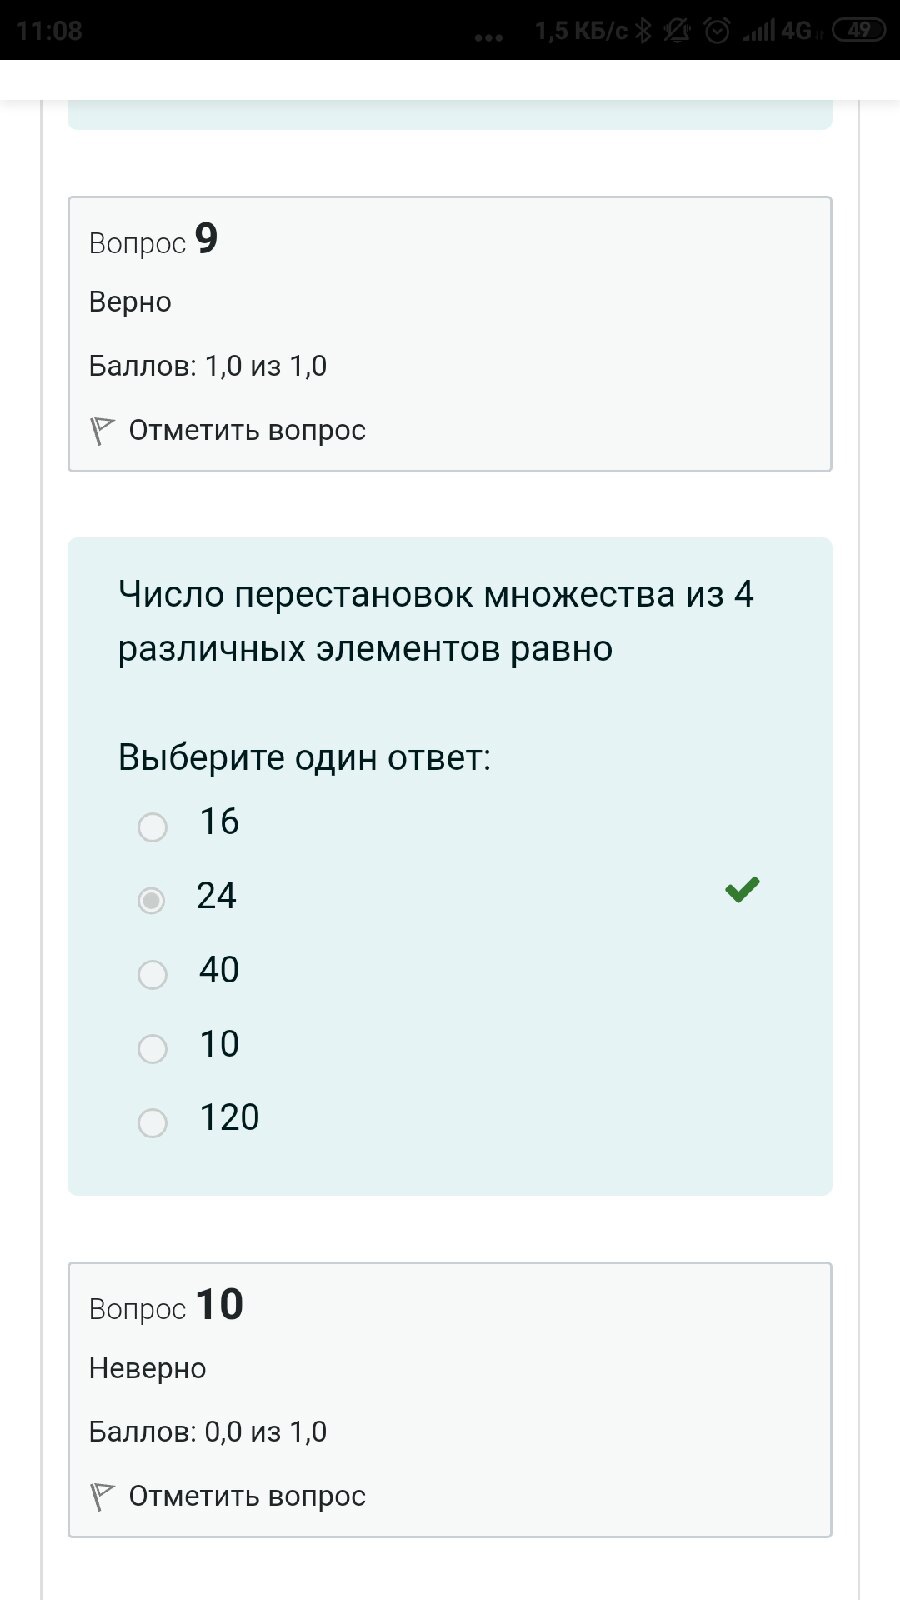 11:08
... 1,5 КБ/с 4G 49
Вопрос 9
Верно
Баллов: 1,0 из 1,0
Отметить вопрос
Число перестановок множества из 4
различных элементов равно
Выберите один ответ:
16
24
40
10
120
Вопрос 10
Неверно
Баллов: 0,0 из 1,0
Отметить вопрос